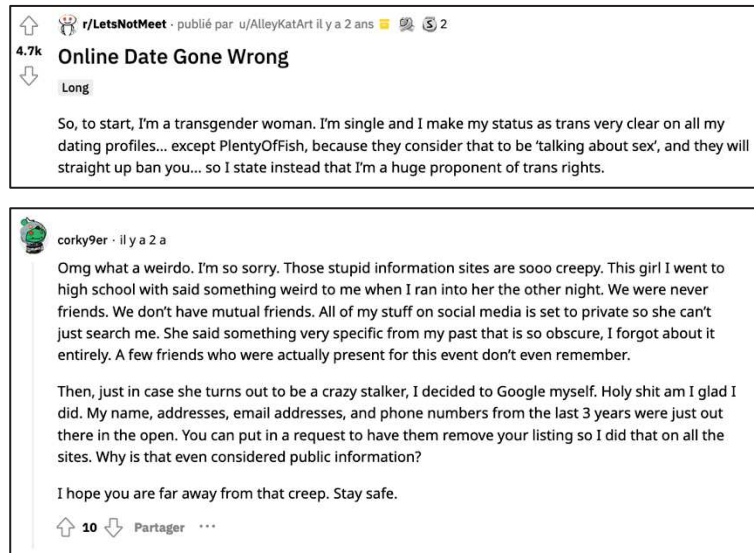 r/LetsNotMeet · publié par u/AlleyKatArt il y a 2 ans 2
4.7k
Online Date Gone Wrong
Long
So, to start, I'm a transgender woman. I'm single and I make my status as trans very clear on all my
dating profiles... except PlentyOfFish, because they consider that to be ‘talking about sex’, and they will
straight up ban you... so I state instead that I'm a huge proponent of trans rights.
corky9er · il y a 2 a
Omg what a weirdo. I'm so sorry. Those stupid information sites are sooo creepy. This girl I went to
high school with said something weird to me when I ran into her the other night. We were never
friends. We don't have mutual friends. All of my stuff on social media is set to private so she can't
just search me. She said something very specific from my past that is so obscure, I forgot about it
entirely. A few friends who were actually present for this event don't even remember.
Then, just in case she turns out to be a crazy stalker, I decided to Google myself. Holy shit am I glad I
did. My name, addresses, email addresses, and phone numbers from the last 3 years were just out
there in the open. You can put in a request to have them remove your listing so I did that on all the
sites. Why is that even considered public information?
I hope you are far away from that creep. Stay safe.
10 Partager ···